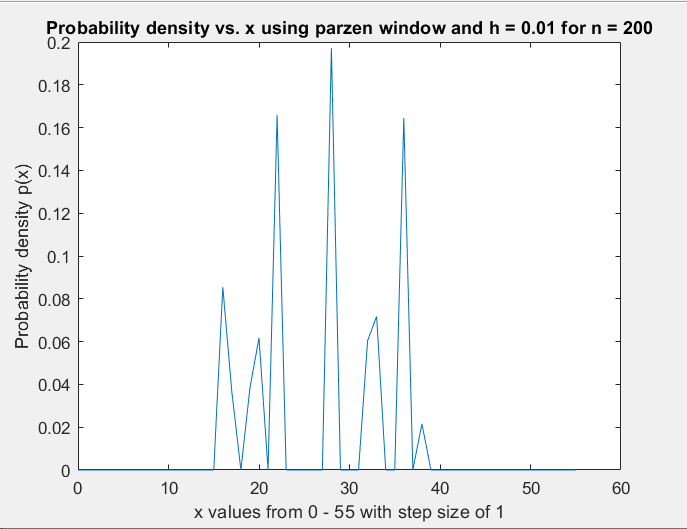 Probability density vs. x using parzen window and h = 0.01 for n = 200
0.2
0.18
0.16
0.14
0.12
0.1
0.08
0.06
0.04
0.02
0
Probability density p(x)
0 10 20 30 40 50 60
x values from 0 - 55 with step size of 1